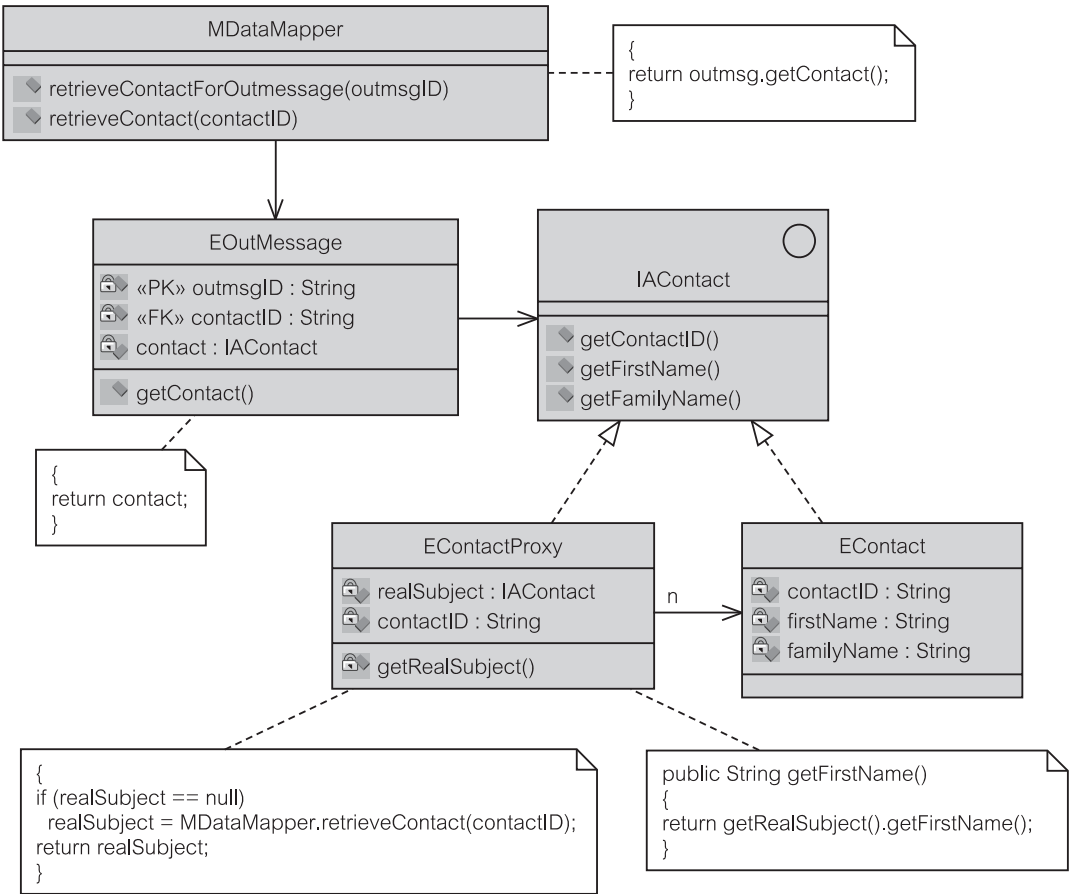 MDataMapper
retrieveContactForOutmessage(outmsgID)
retrieveContact(contactID)
{
return outmsg.getContact();
}
EOutMessage
«PK» outmsgID : String
«FK» contactID : String
contact : IAContact
getContact()
IAContact
getContactID()
getFirstName()
getFamilyName()
{
return contact;
}
EContactProxy
realSubject : IAContact
contactID : String
getRealSubject()
n
EContact
contactID : String
firstName : String
familyName : String
{
if (realSubject == null)
realSubject = MDataMapper.retrieveContact(contactID);
return realSubject;
}
public String getFirstName()
{
return getRealSubject().getFirstName();
}